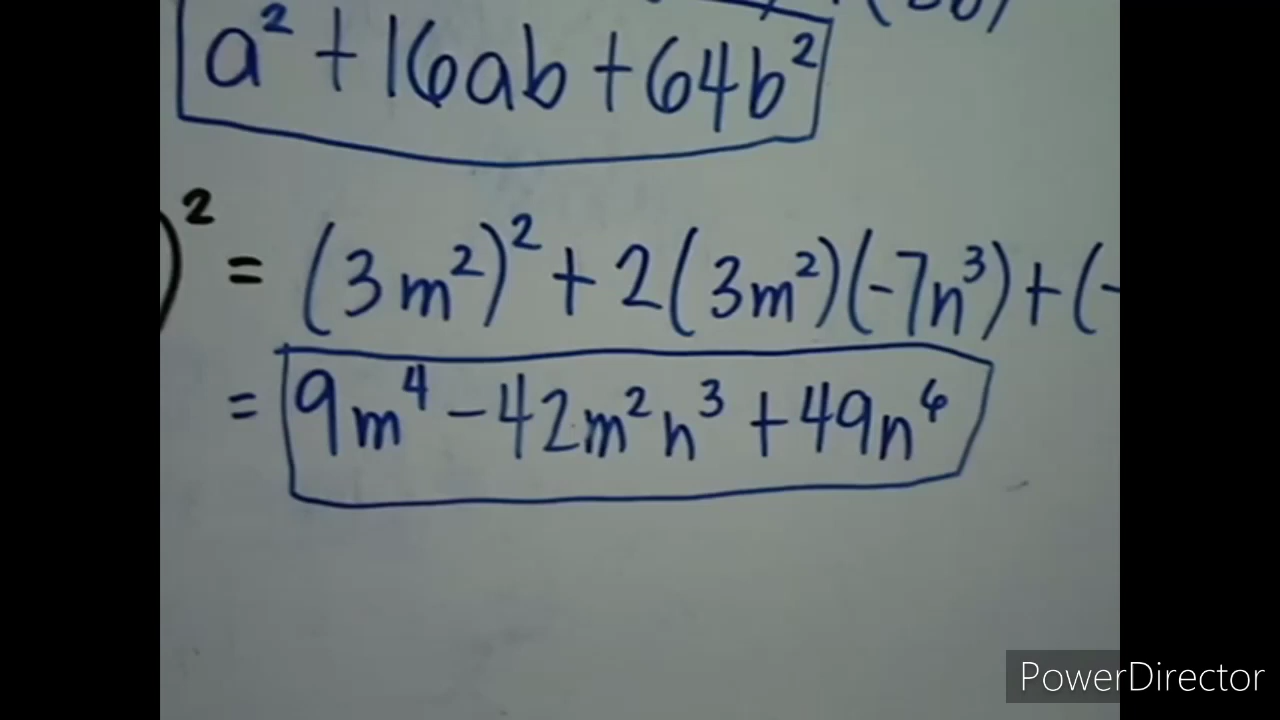 a² + 16ab + 64b²
)² = (3m²)² + 2(3m²)(-7n³) + (-
= 9m⁴ - 42m²n³ + 49n⁶
PowerDirector